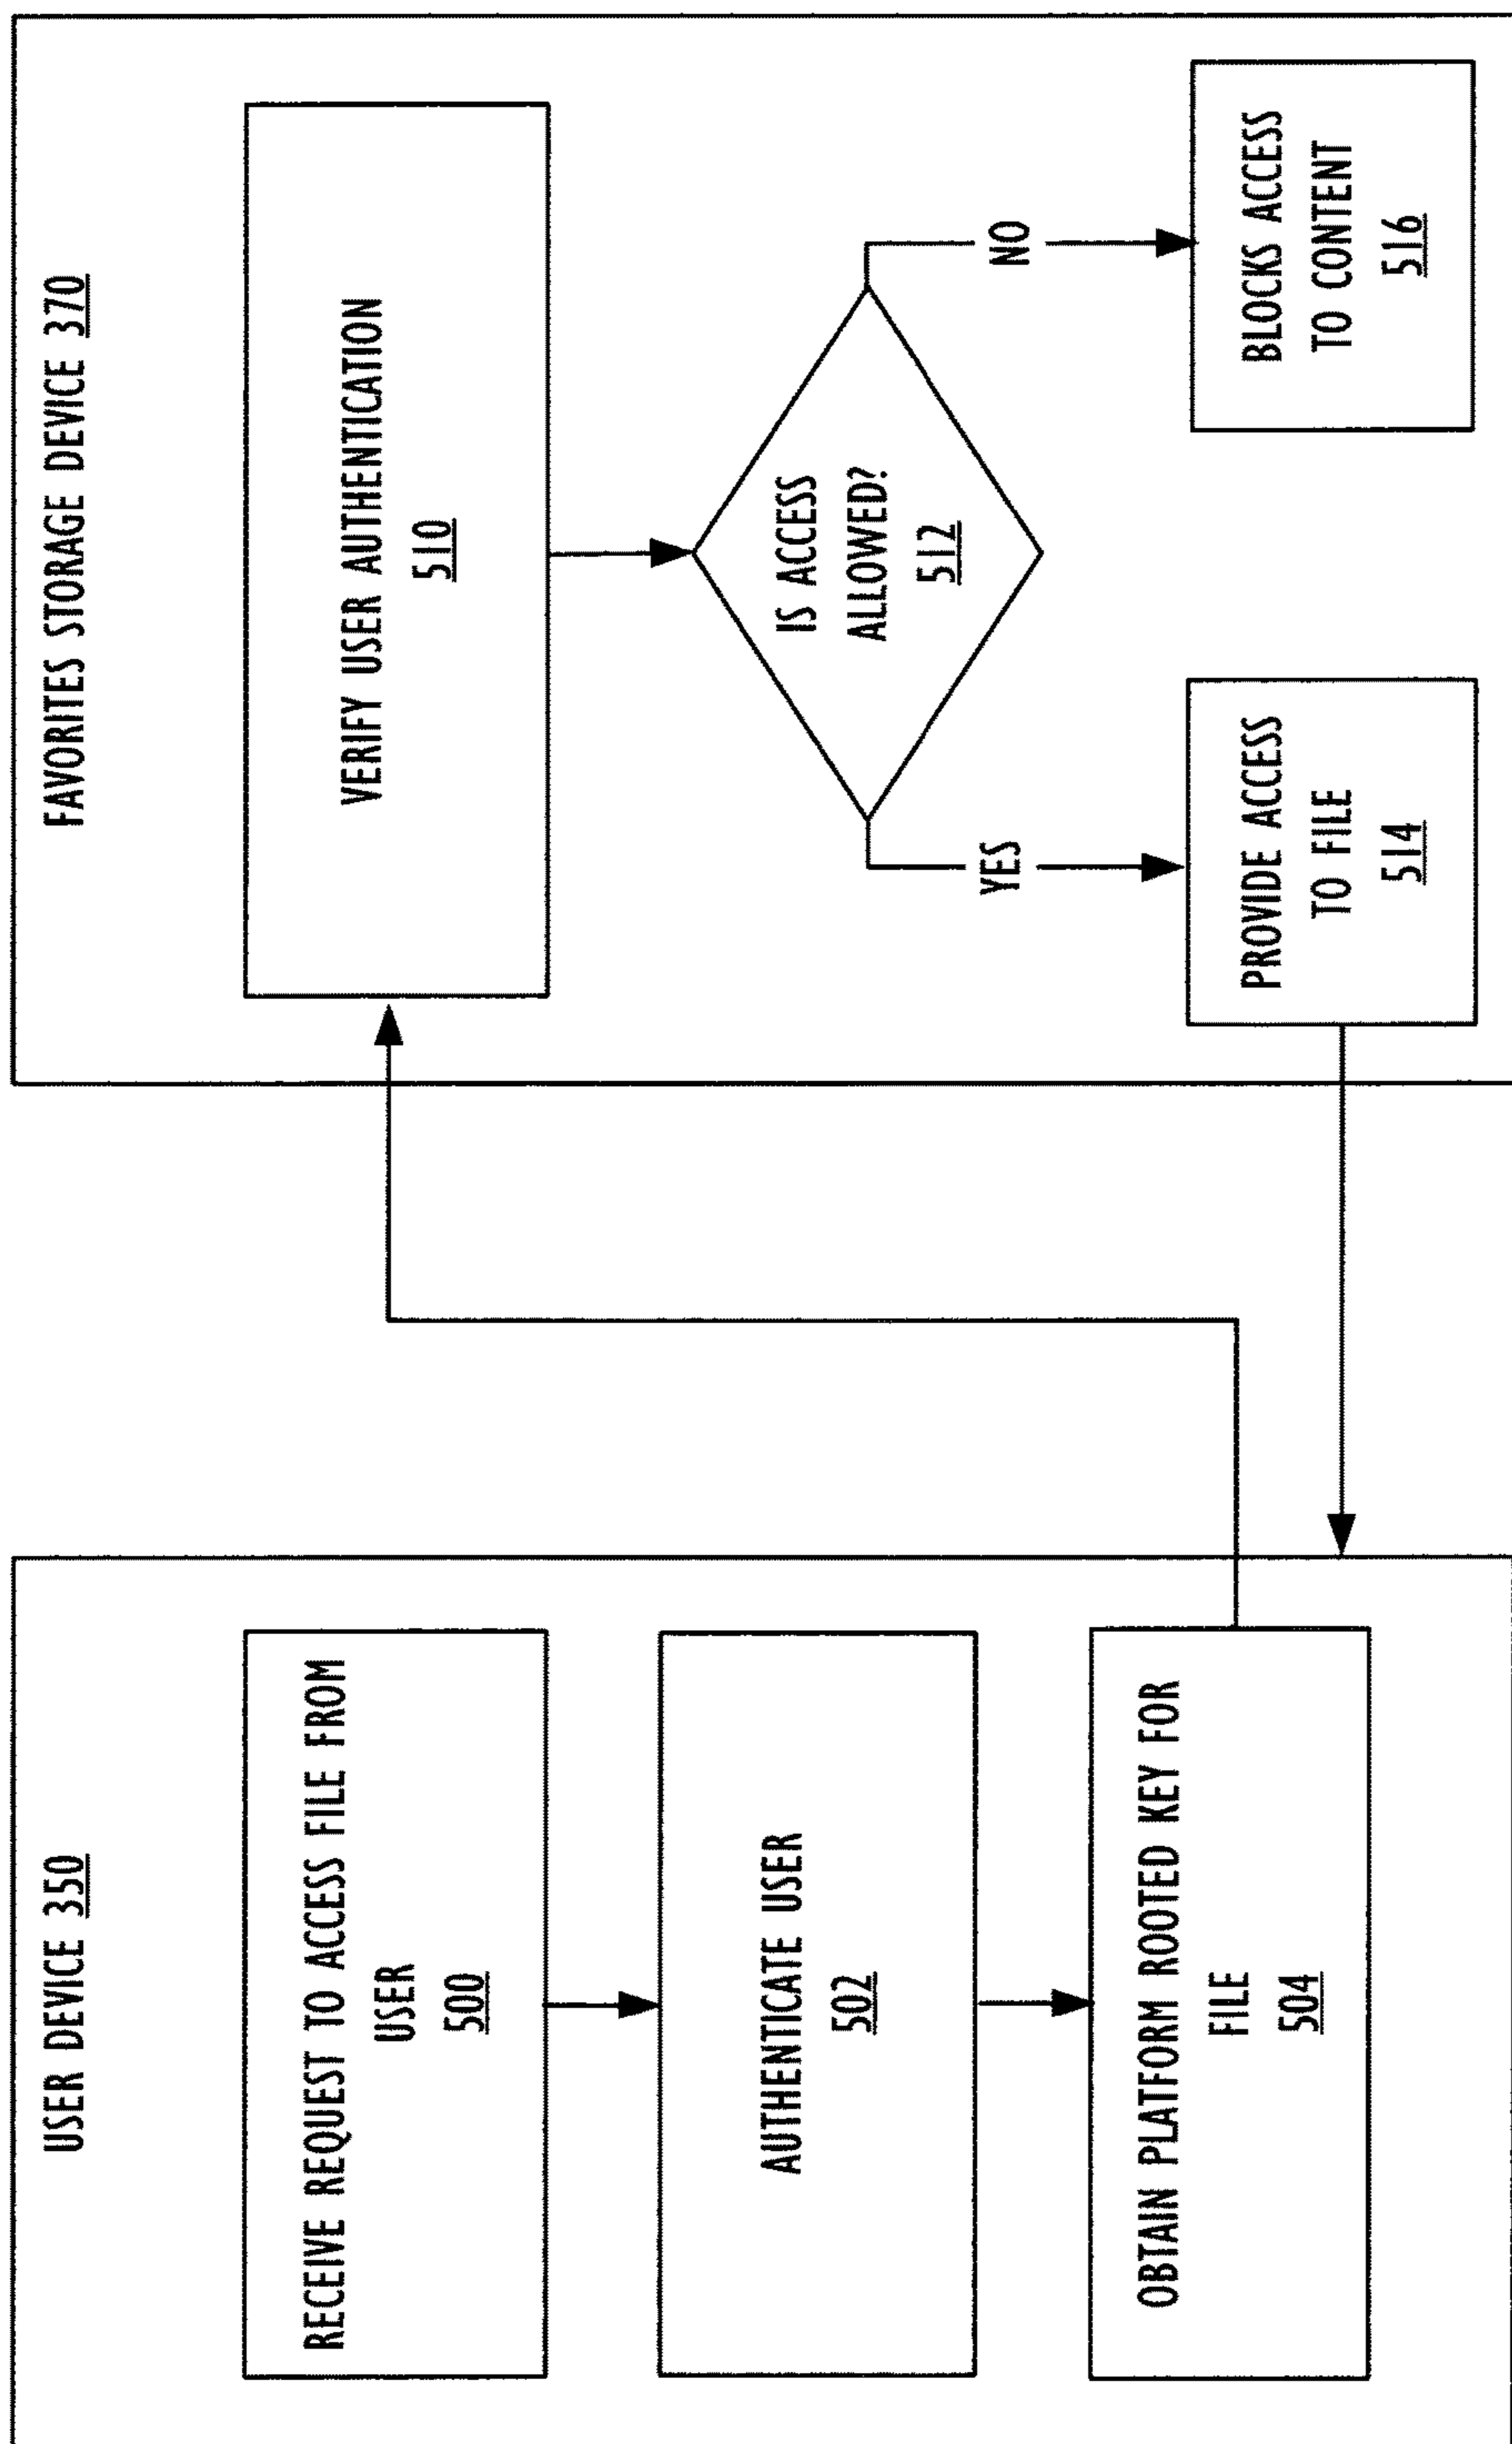 USER DEVICE 350
RECEIVE REQUEST TO ACCESS FILE FROM
USER
500
AUTHENTICATE USER
502
OBTAIN PLATFORM ROOTED KEY FOR
FILE
504
FAVORITES STORAGE DEVICE 370
VERIFY USER AUTHENTICATION
510
IS ACCESS
ALLOWED?
512
YES
NO
PROVIDE ACCESS
TO FILE
514
BLOCKS ACCESS
TO CONTENT
516